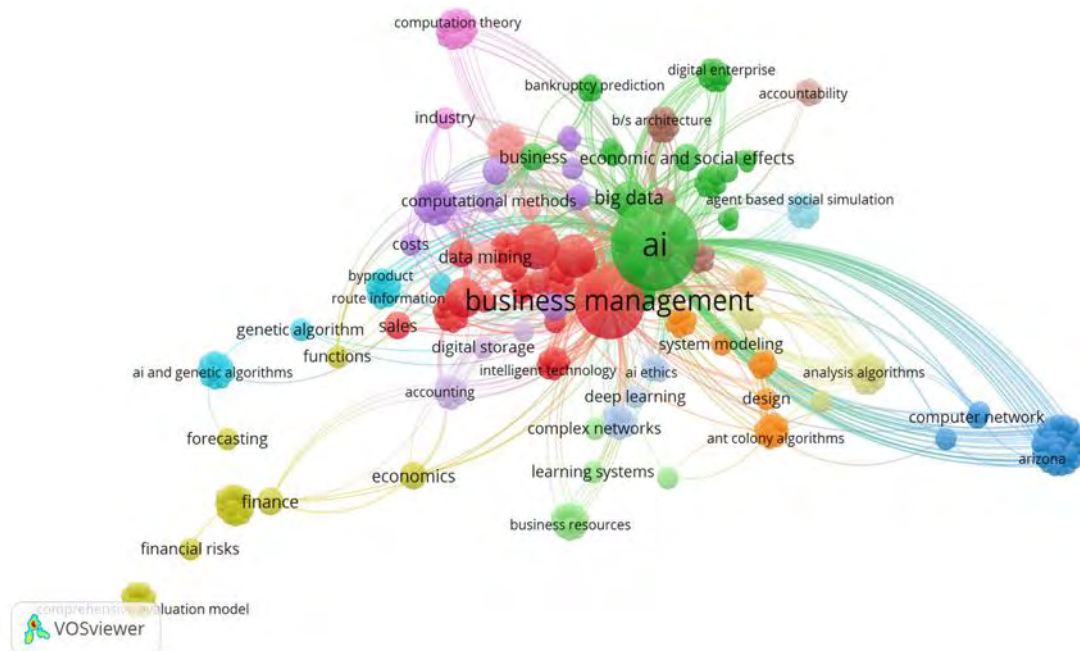 computation theory
digital enterprise
bankruptcy prediction
accountability
industry
b/s architecture
business
economic and social effects
computational methods
big data
agent based social simulation
costs
ai
data mining
byproduct
route information
business management
genetic algorithm
sales
functions
digital storage
system modeling
ai and genetic algorithms
intelligent technology
ai ethics
analysis algorithms
accounting
deep learning
design
computer network
forecasting
complex networks
ant colony algorithms
arizona
economics
learning systems
finance
business resources
financial risks
comprehensive evaluation model
VOSviewer